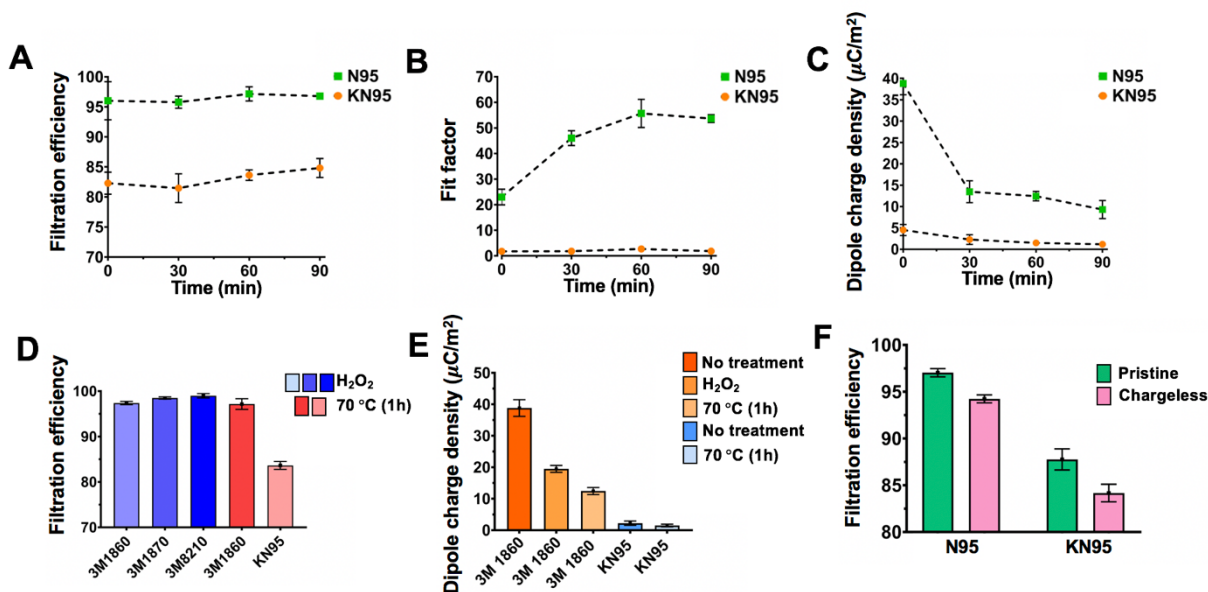 A
Filtration efficiency
100
95
90
85
80
75
70
0 30 60 90
Time (min)
N95
KN95
B
Fit factor
70
60
50
40
30
20
10
0
0 30 60 90
Time (min)
N95
KN95
C
Dipole charge density (μC/m²)
40
35
30
25
20
15
10
5
0
0 30 60 90
Time (min)
N95
KN95
D
Filtration efficiency
100
90
80
70
3M1860 3M1870 3M8210 3M1860 KN95
H₂O₂
70 °C (1h)
E
Dipole charge density (μC/m²)
50
40
30
20
10
0
3M 1860 3M 1860 3M 1860 KN95 KN95
No treatment
H₂O₂
70 °C (1h)
No treatment
70 °C (1h)
F
Filtration efficiency
100
95
90
85
80
N95 KN95
Pristine
Chargeless